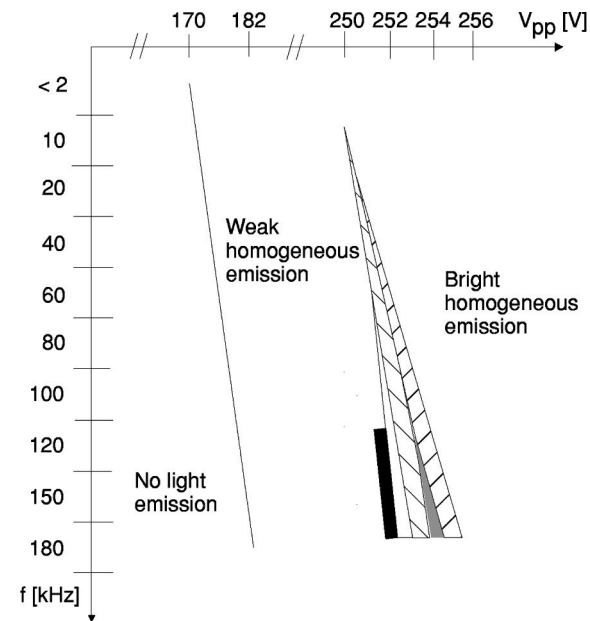 170 182 250 252 254 256 Vpp [V]
< 2
10
20
40
60
80
100
120
150
180
f [kHz]
Weak
homogeneous
emission
Bright
homogeneous
emission
No light
emission